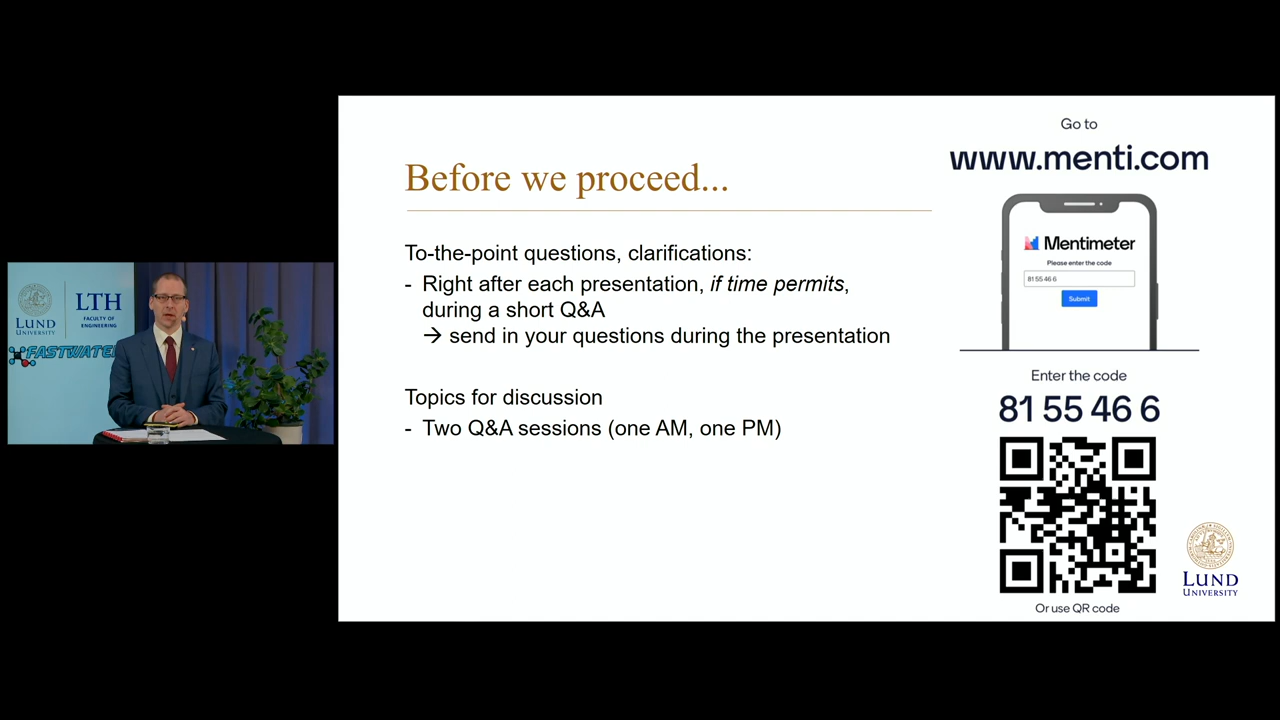 LUND
UNIVERSITY
LTH
FACULTY OF
ENGINEERING
FASTWATE
Before we proceed...
To-the-point questions, clarifications:
- Right after each presentation, if time permits,
during a short Q&A
→ send in your questions during the presentation
Topics for discussion
- Two Q&A sessions (one AM, one PM)
Go to
www.menti.com
Mentimeter
Please enter the code
81 55 46 6
Submit
Enter the code
81 55 46 6
Or use QR code
LUND
UNIVERSITY